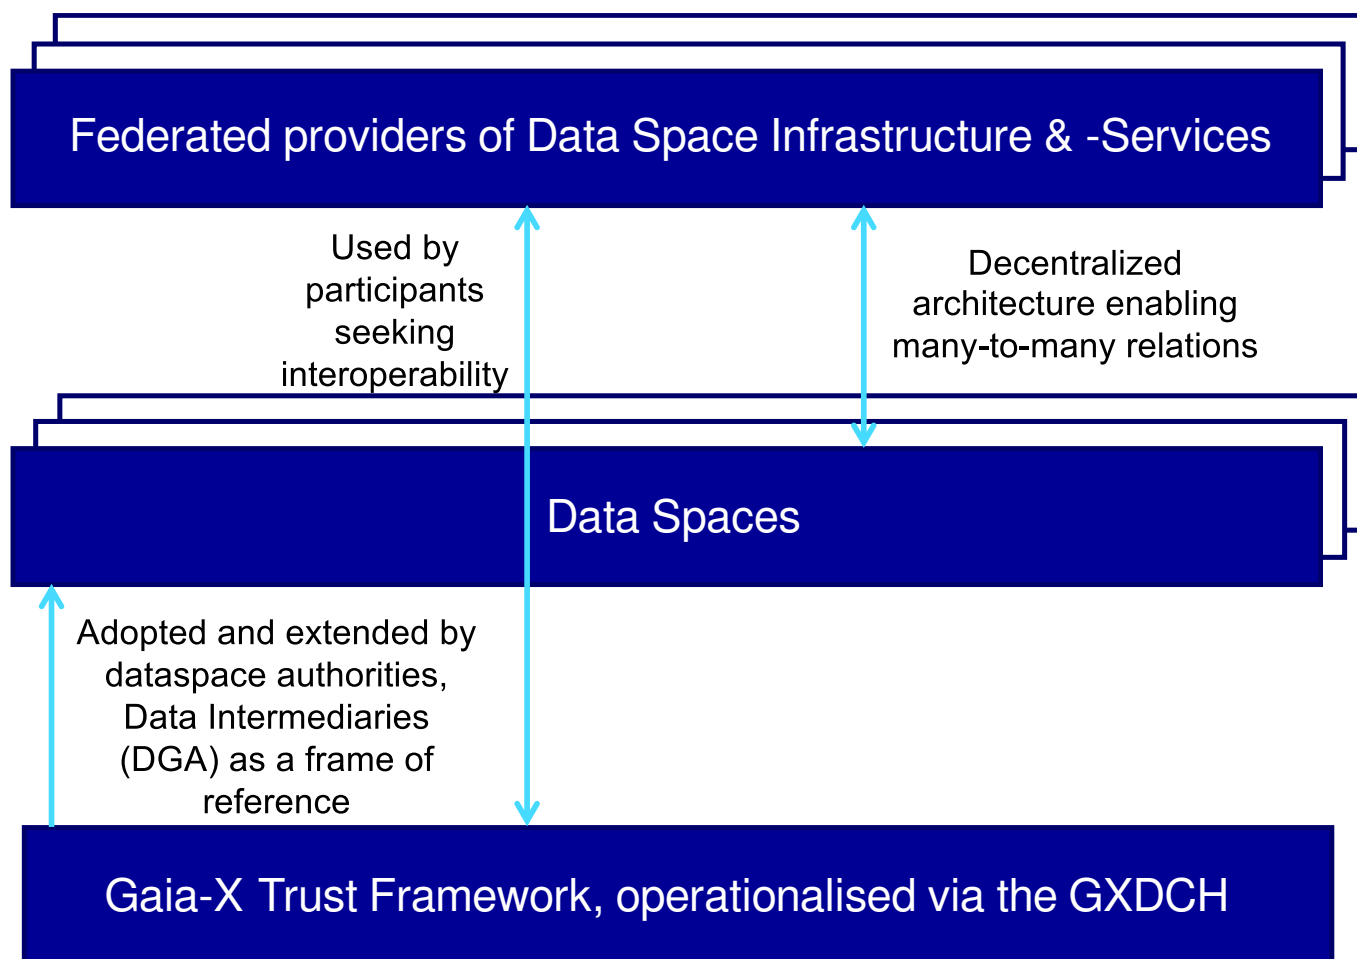 Federated providers of Data Space Infrastructure & -Services
Used by
participants
seeking
interoperability
Decentralized
architecture enabling
many-to-many relations
Data Spaces
Adopted and extended by
dataspace authorities,
Data Intermediaries
(DGA) as a frame of
reference
Gaia-X Trust Framework, operationalised via the GXDCH